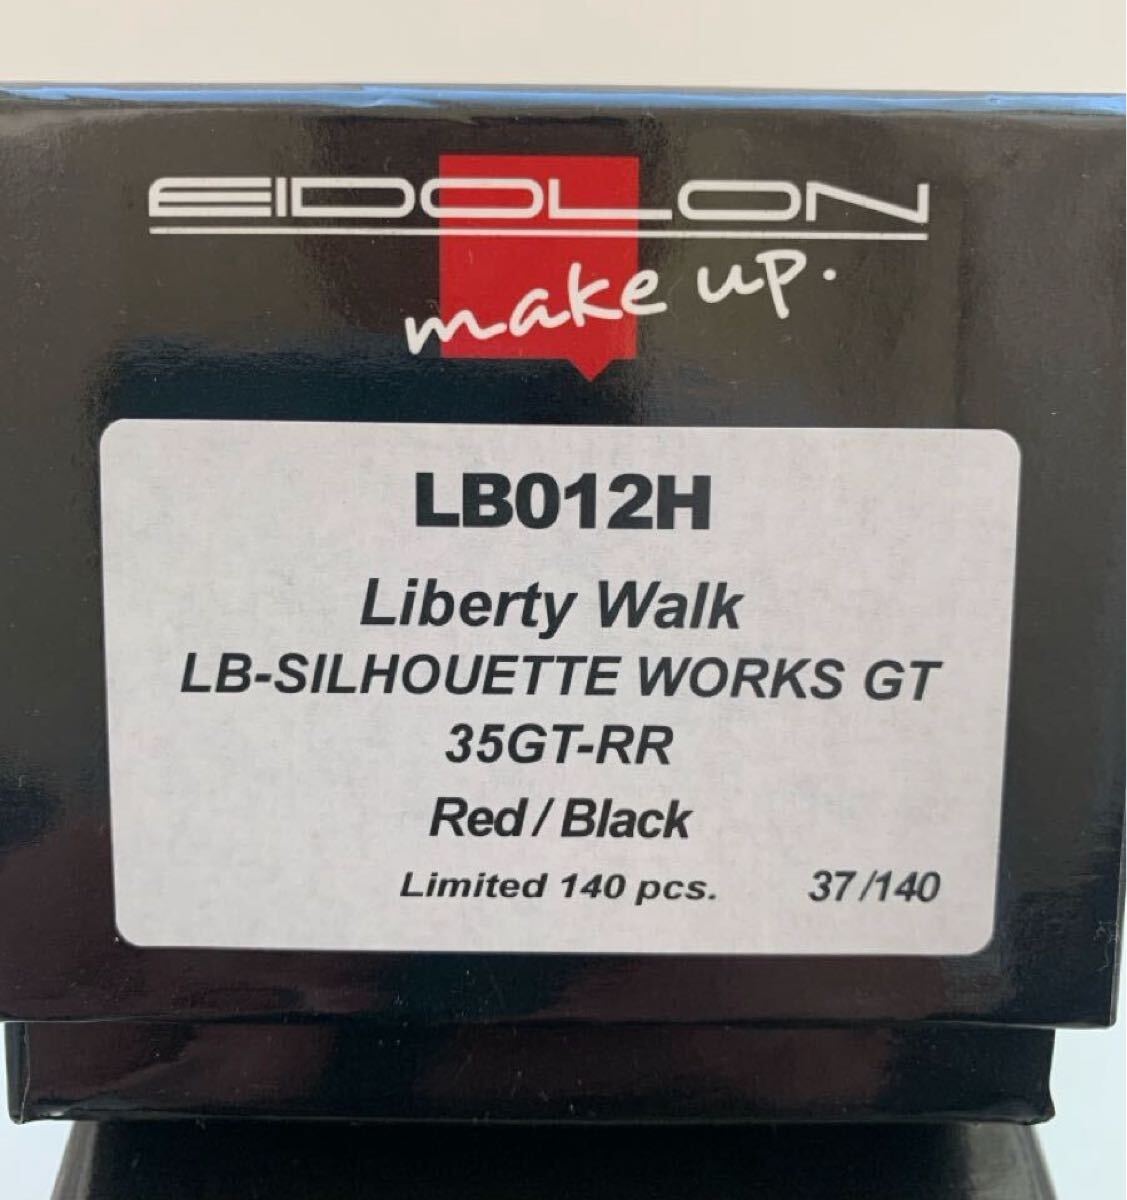 EIDOLON
make up.
LB012H
Liberty Walk
LB-SILHOUETTE WORKS GT
35GT-RR
Red / Black
Limited 140 pcs. 37/140